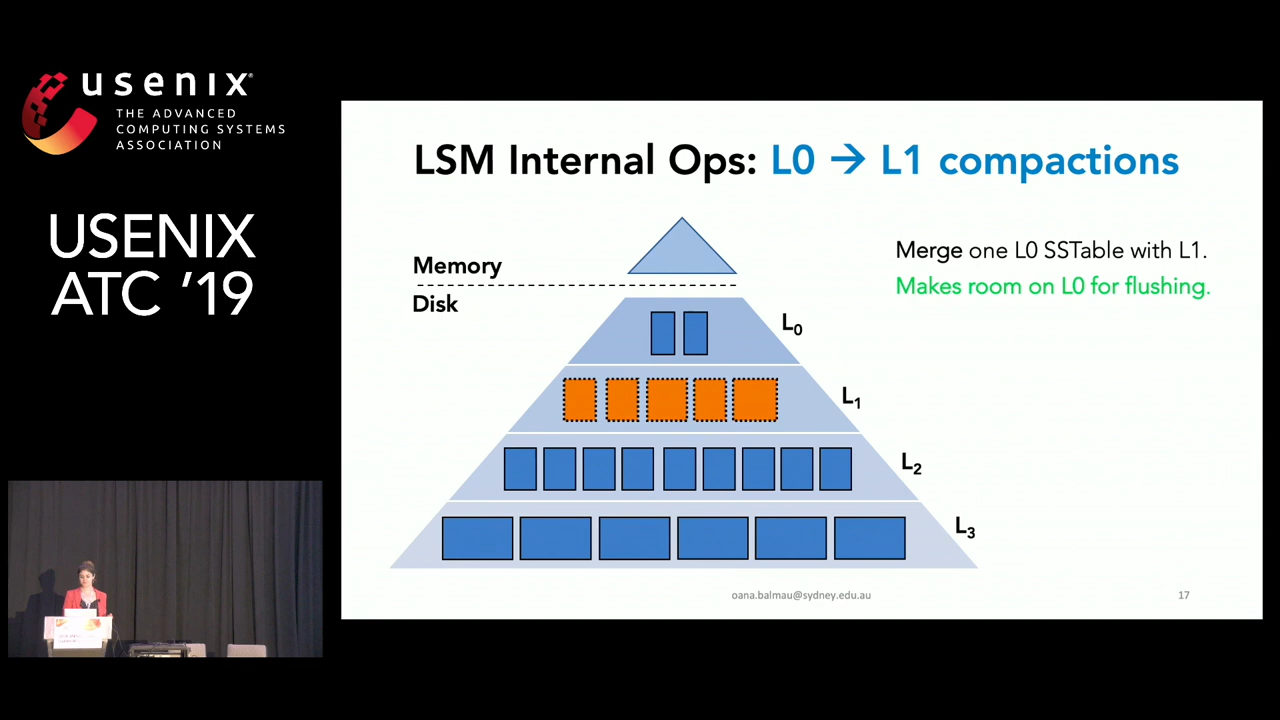 usenix®
THE ADVANCED
COMPUTING SYSTEMS
ASSOCIATION
USENIX
ATC '19
LSM Internal Ops: L0 → L1 compactions
Merge one L0 SSTable with L1.
Makes room on L0 for flushing.
Memory
Disk
L0
L1
L2
L3
oana.balmau@sydney.edu.au
17